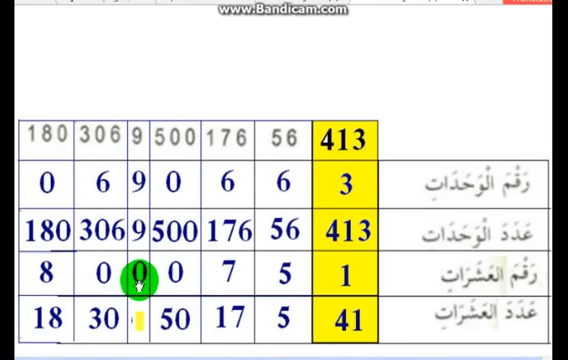 www.Bandicam.com
180 306 9 500 176 56 413
0 6 9 0 6 6 3 رَقْمَ الْوَحَدَاتِ
180 306 9 500 176 56 413 عَدَدَ الْوَحَدَاتِ
8 0 0 0 7 5 1 رَقْمَ العَشَرَاتِ
18 30 50 17 5 41 عَدَدَ العَشَرَاتِ